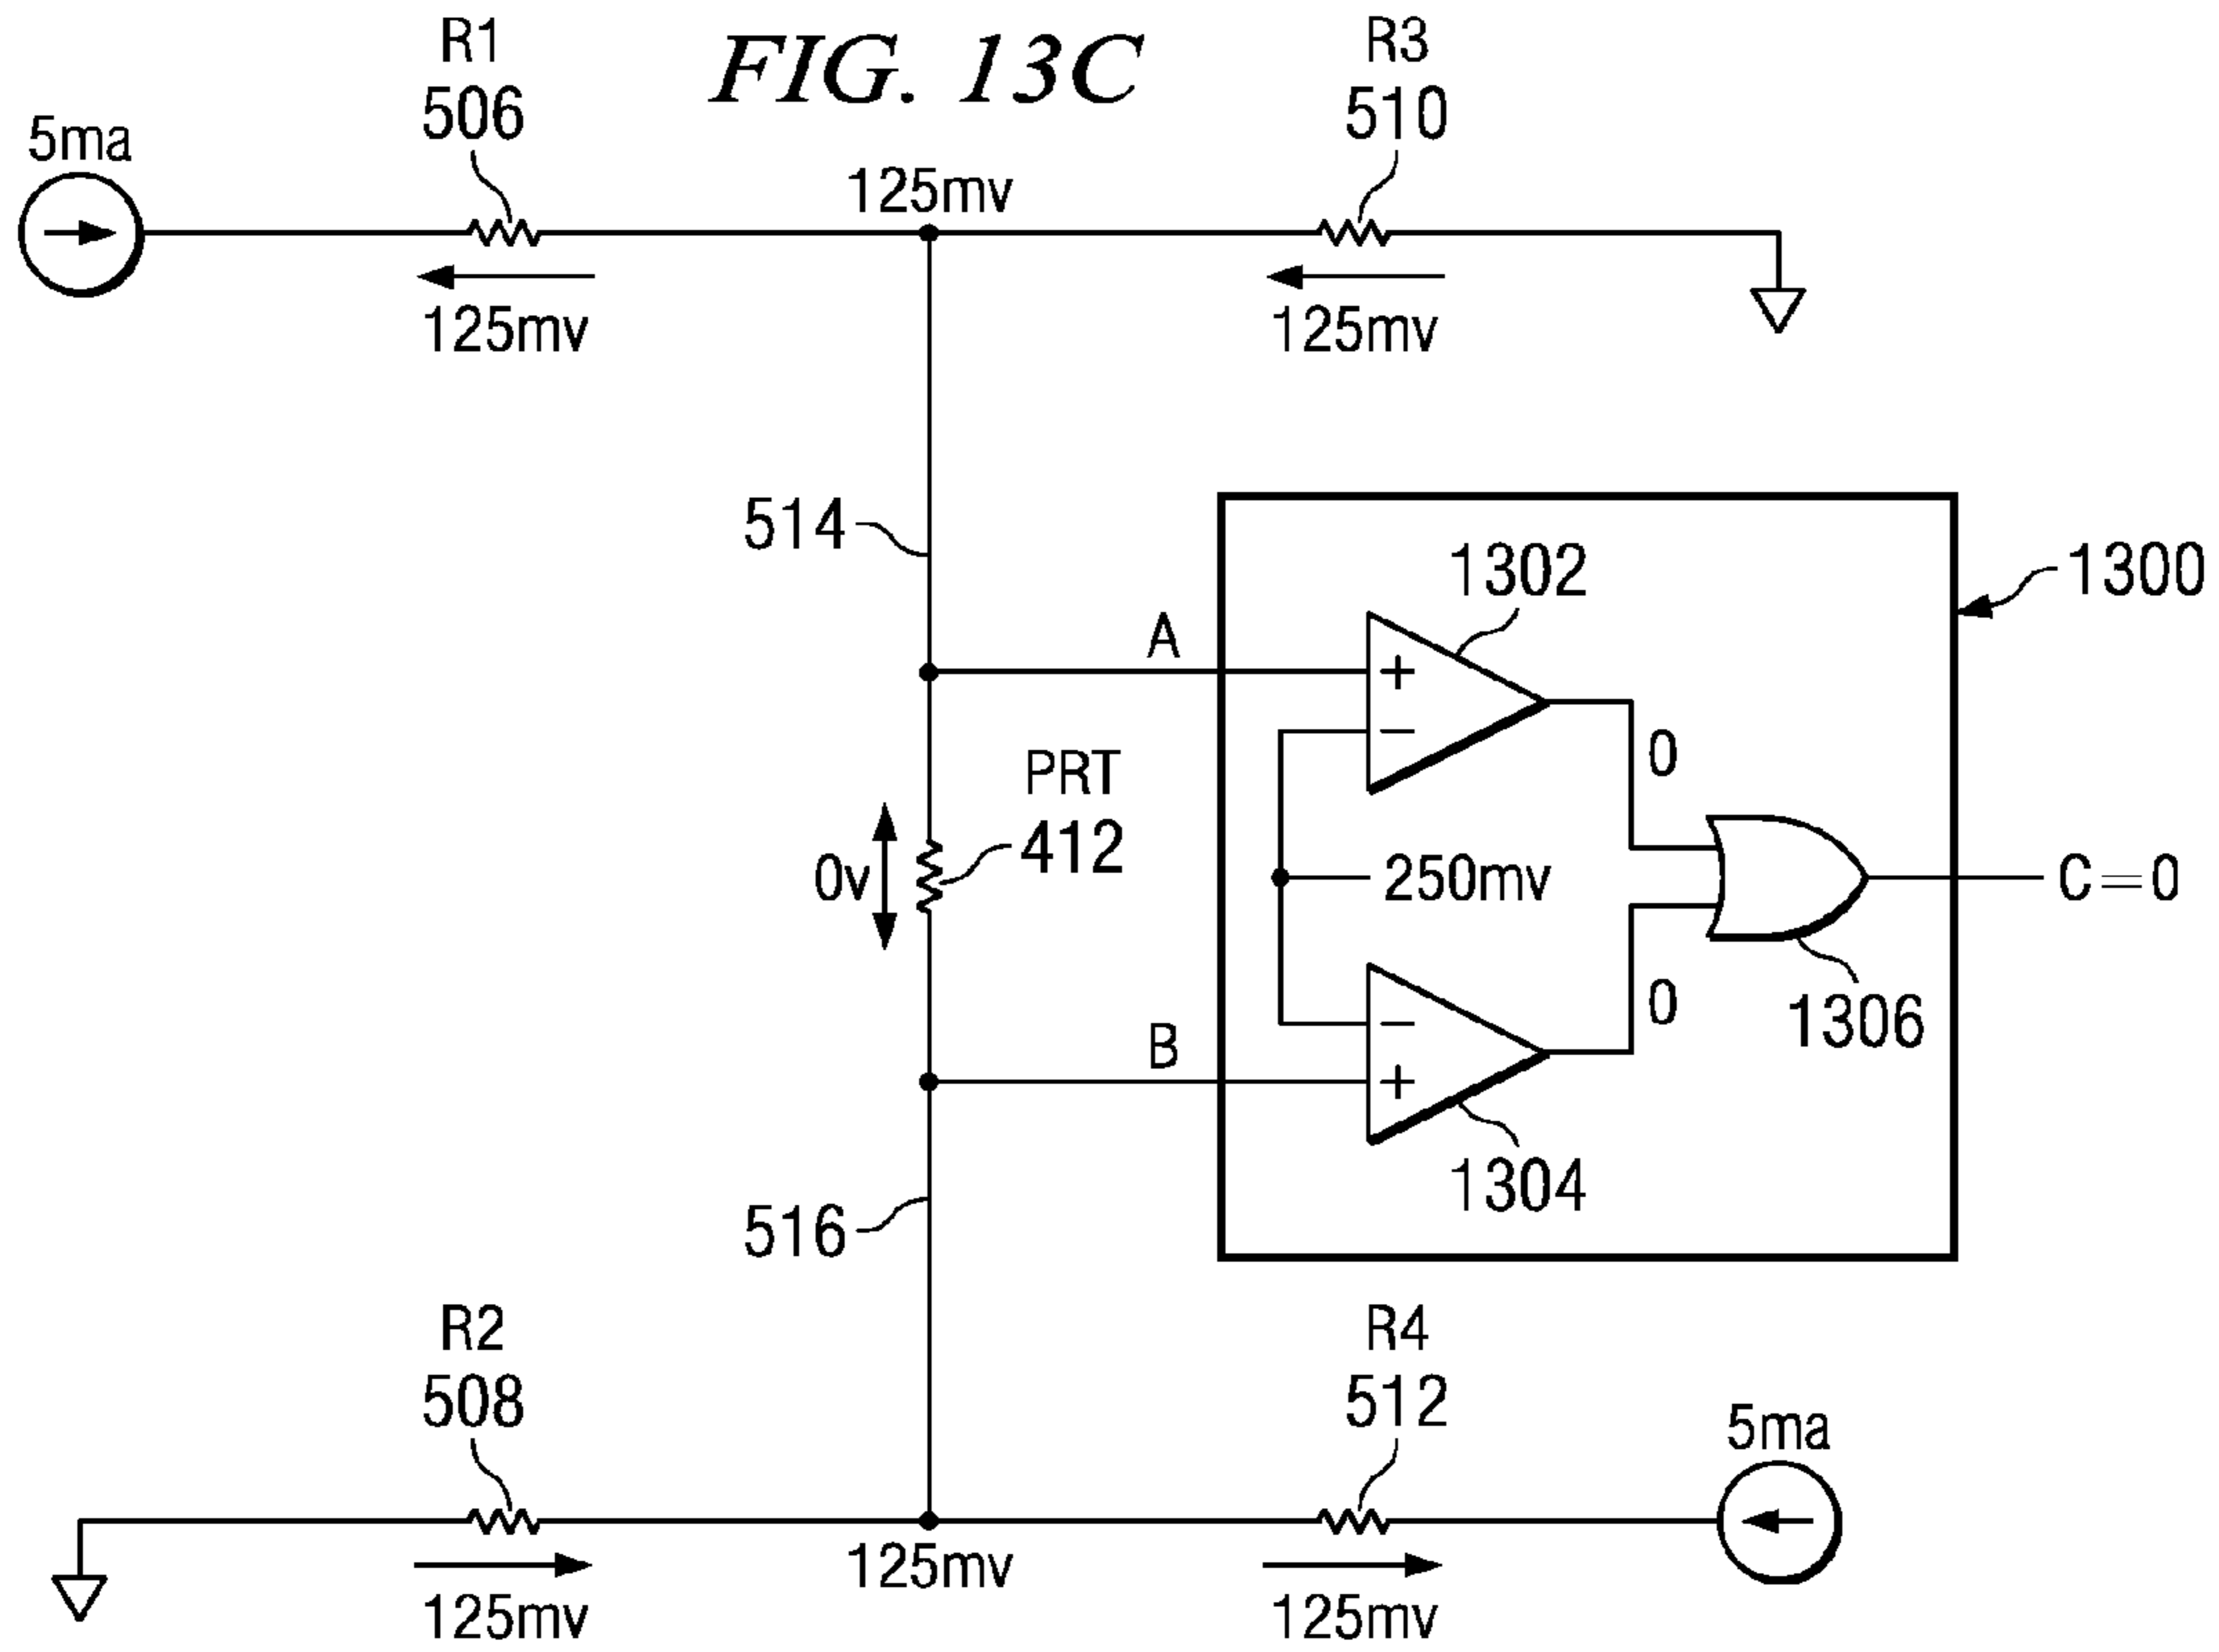 FIG. 13C
R1
506
R3
510
5ma
125mv
125mv
125mv
514
1302
1300
A
+
−
0
PRT
412
0v
250mv
C=0
0
1306
B
−
+
1304
516
R2
508
R4
512
5ma
125mv
125mv
125mv